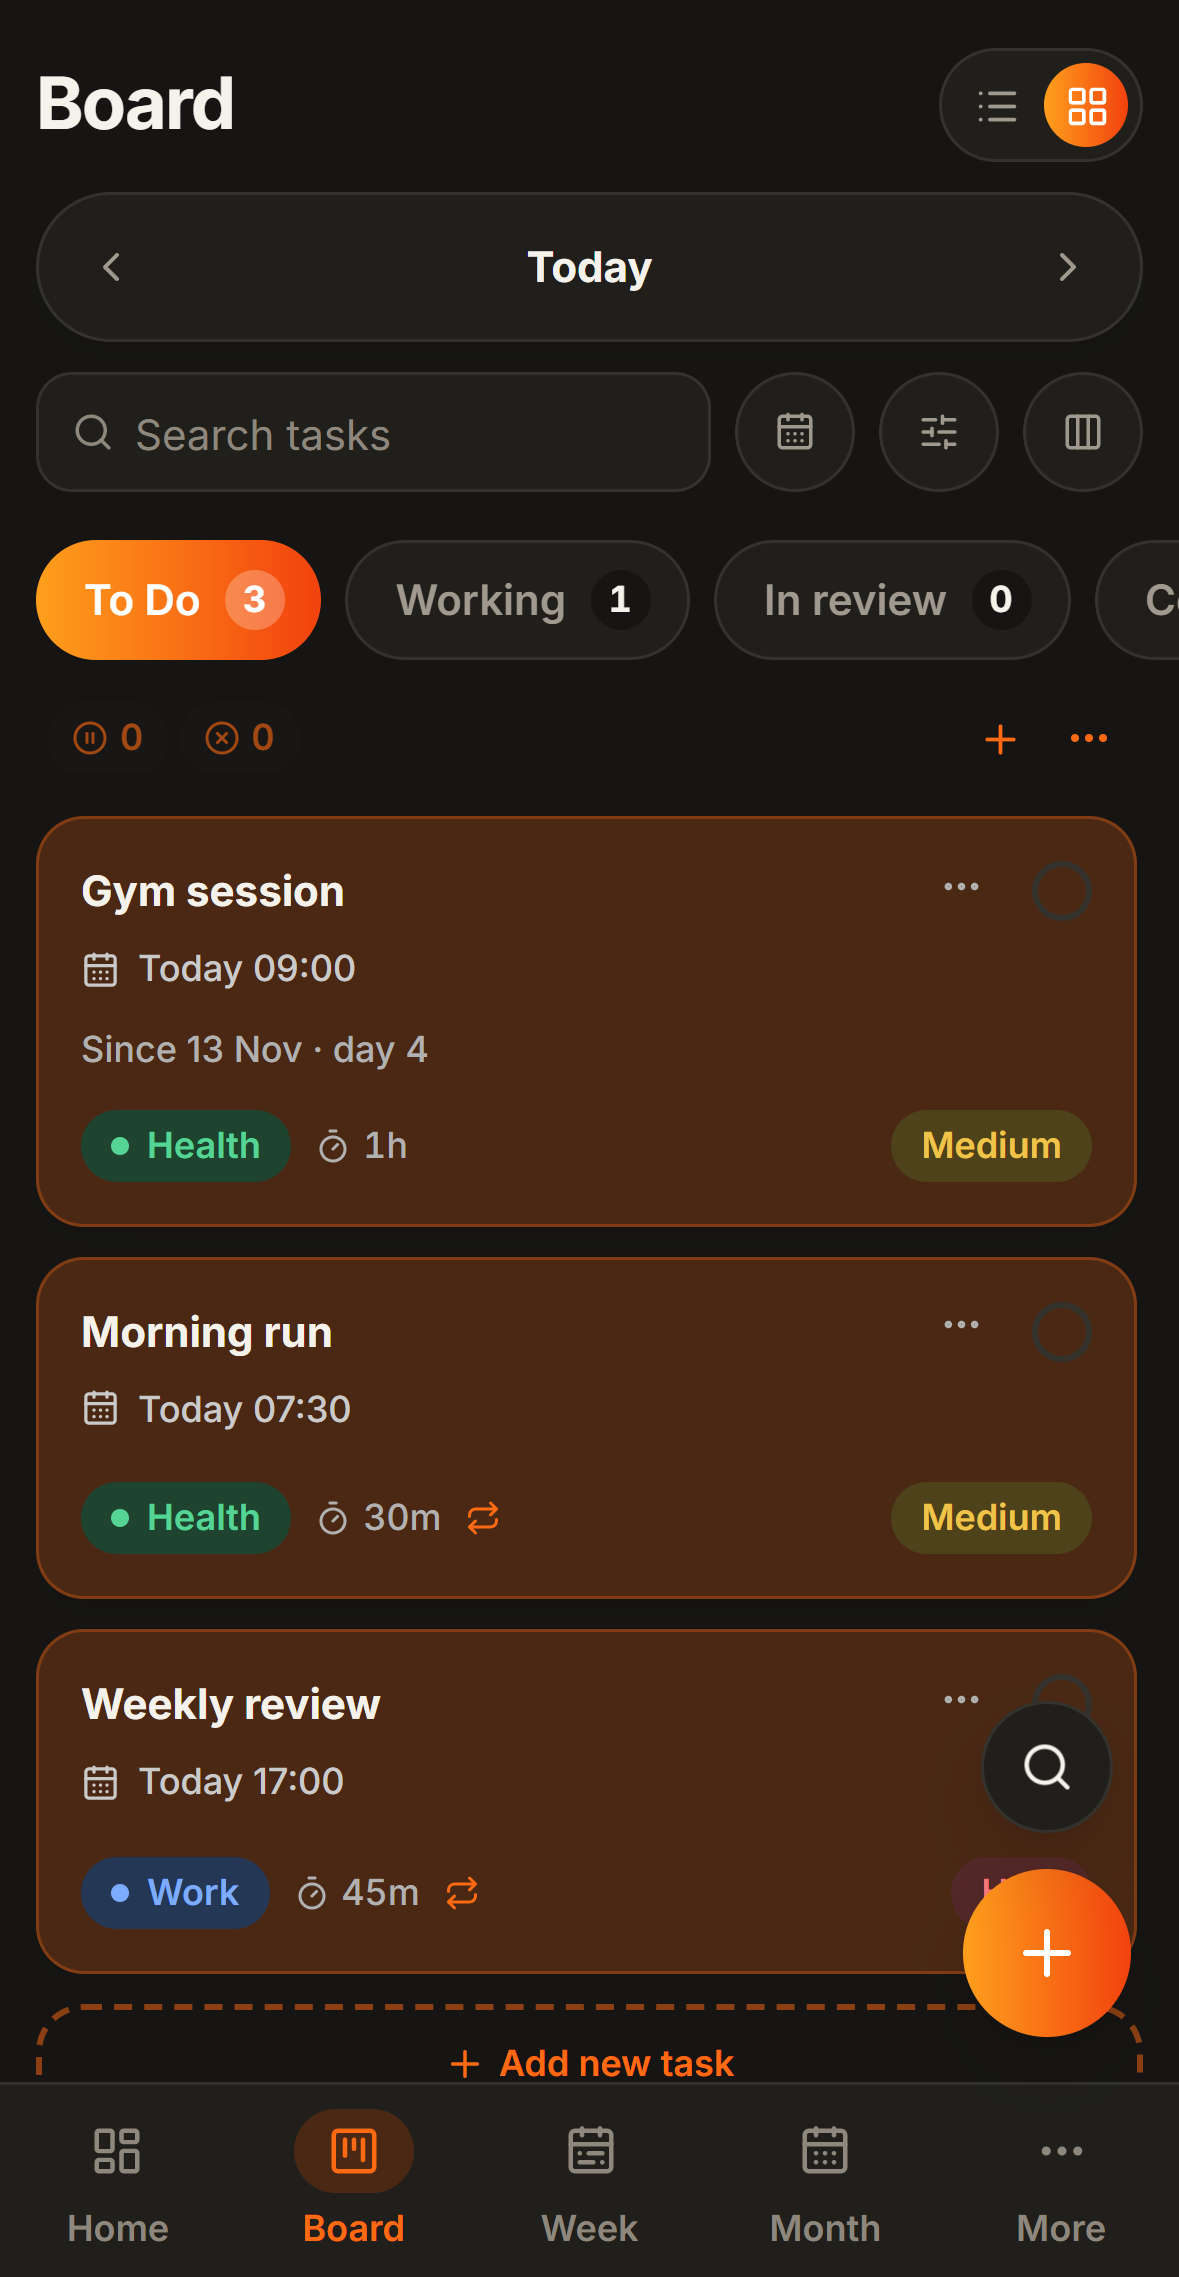 Board
Today
Search tasks
To Do 3
Working 1
In review 0
0 0
Gym session
Today 09:00
Since 13 Nov · day 4
Health 1h Medium
Morning run
Today 07:30
Health 30m Medium
Weekly review
Today 17:00
Work 45m
Add new task
Home Board Week Month More